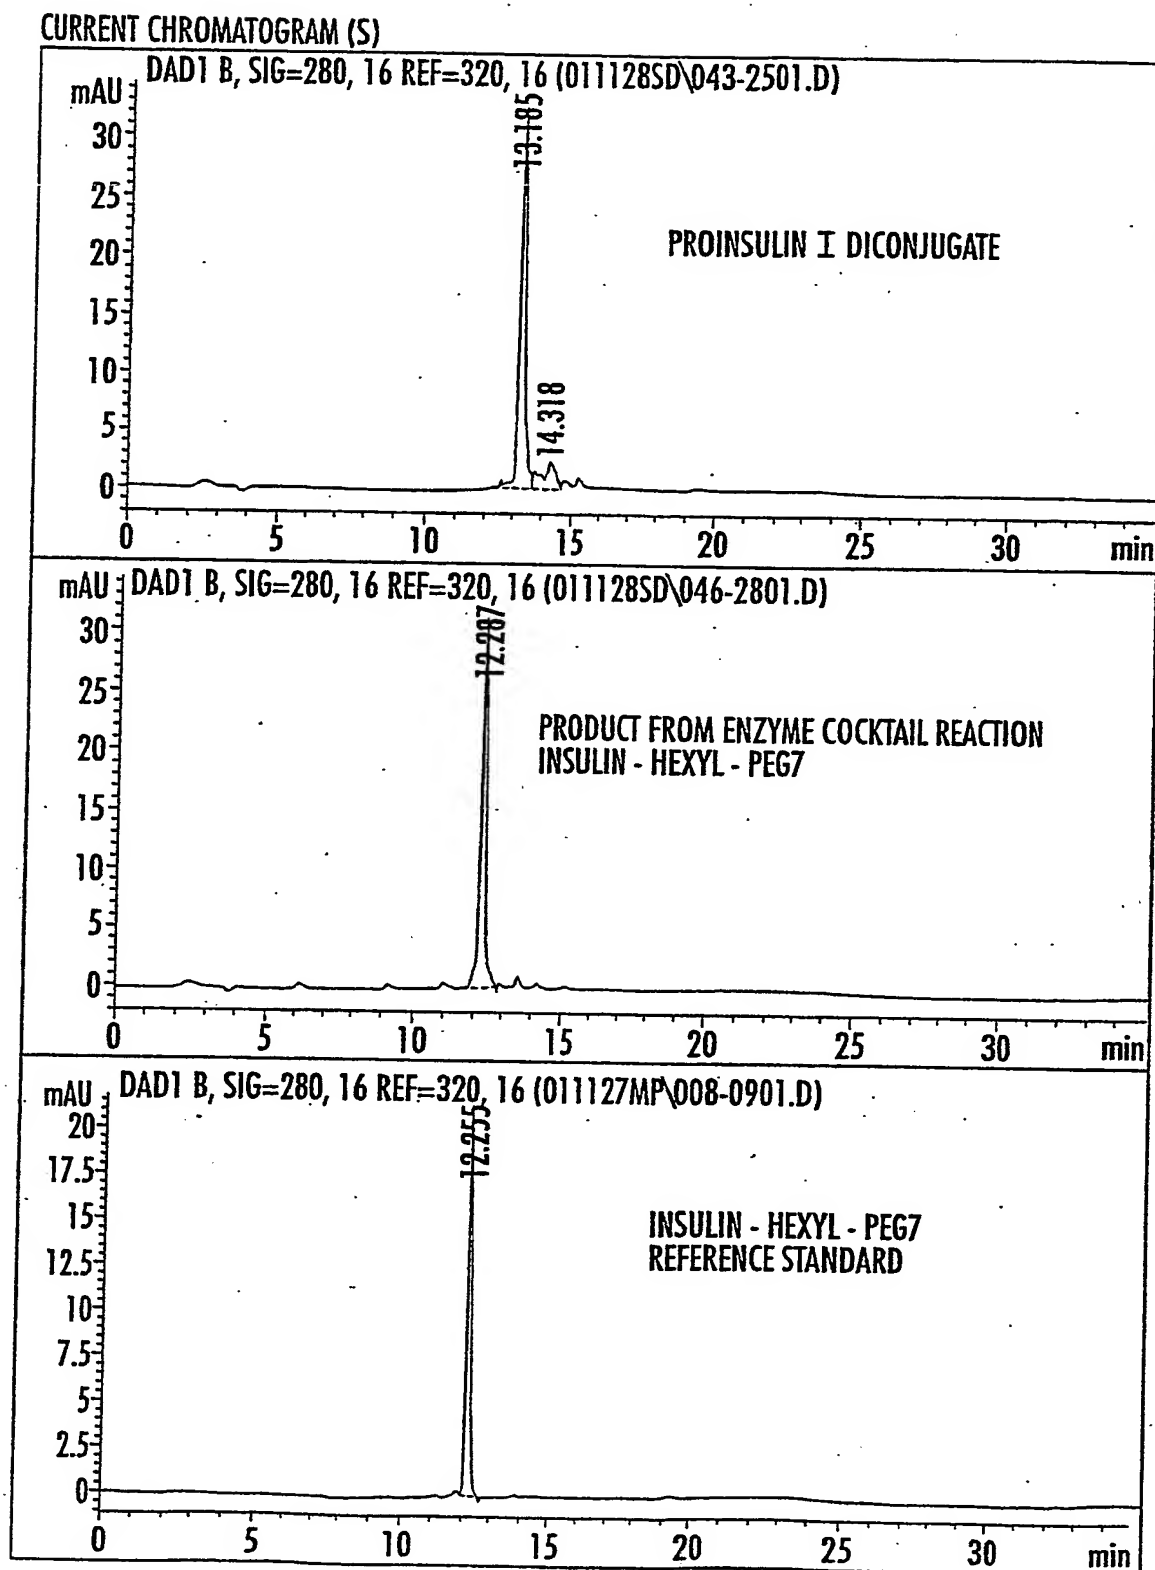 CURRENT CHROMATOGRAM (S)
DAD1 B, SIG=280, 16 REF=320, 16 (011128SD\043-2501.D)
mAU
30
25
20
15
10
5
0
13.185
14.318
PROINSULIN I DICONJUGATE
0 5 10 15 20 25 30 min
DAD1 B, SIG=280, 16 REF=320, 16 (011128SD\046-2801.D)
mAU
30
25
20
15
10
5
0
12.287
PRODUCT FROM ENZYME COCKTAIL REACTION
INSULIN - HEXYL - PEG7
0 5 10 15 20 25 30 min
DAD1 B, SIG=280, 16 REF=320, 16 (011127MP\008-0901.D)
mAU
20
17.5
15
12.5
10
7.5
5
2.5
0
12.255
INSULIN - HEXYL - PEG7
REFERENCE STANDARD
0 5 10 15 20 25 30 min